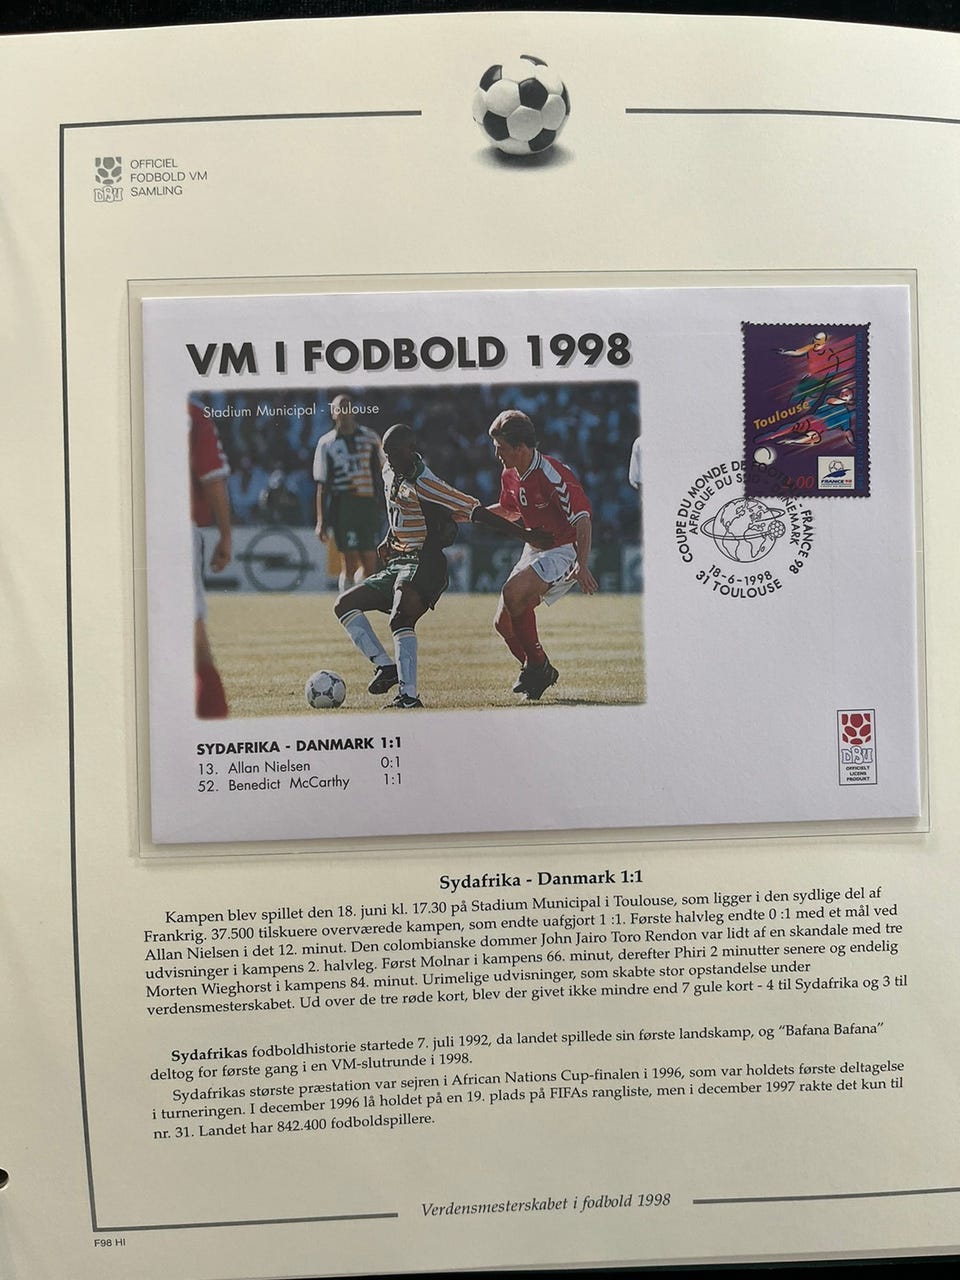 OFFICIEL
FODBOLD VM
SAMLING
DBU
VM I FODBOLD 1998
Stadium Municipal - Toulouse
Toulouse
FRANCE 98
COUPE DU MONDE DE FOOTBALL - FRANCE 98
AFRIQUE DU SUD - DANEMARK
18-6-1998
31 TOULOUSE
6
2
SYDAFRIKA - DANMARK 1:1
13. Allan Nielsen 0:1
52. Benedict McCarthy 1:1
DBU
OFFICIELT
LICENS
PRODUKT
Sydafrika - Danmark 1:1
Kampen blev spillet den 18. juni kl. 17.30 på Stadium Municipal i Toulouse, som ligger i den sydlige del af
Frankrig. 37.500 tilskuere overværede kampen, som endte uafgjort 1 :1. Første halvleg endte 0 :1 med et mål ved
Allan Nielsen i det 12. minut. Den colombianske dommer John Jairo Toro Rendon var lidt af en skandale med tre
udvisninger i kampens 2. halvleg. Først Molnar i kampens 66. minut, derefter Phiri 2 minutter senere og endelig
Morten Wieghorst i kampens 84. minut. Urimelige udvisninger, som skabte stor opstandelse under
verdensmesterskabet. Ud over de tre røde kort, blev der givet ikke mindre end 7 gule kort - 4 til Sydafrika og 3 til
Sydafrikas fodboldhistorie startede 7. juli 1992, da landet spillede sin første landskamp, og “Bafana Bafana”
deltog for første gang i en VM-slutrunde i 1998.
Sydafrikas største præstation var sejren i African Nations Cup-finalen i 1996, som var holdets første deltagelse
i turneringen. I december 1996 lå holdet på en 19. plads på FIFAs rangliste, men i december 1997 rakte det kun til
nr. 31. Landet har 842.400 fodboldspillere.
Verdensmesterskabet i fodbold 1998
F98 HI